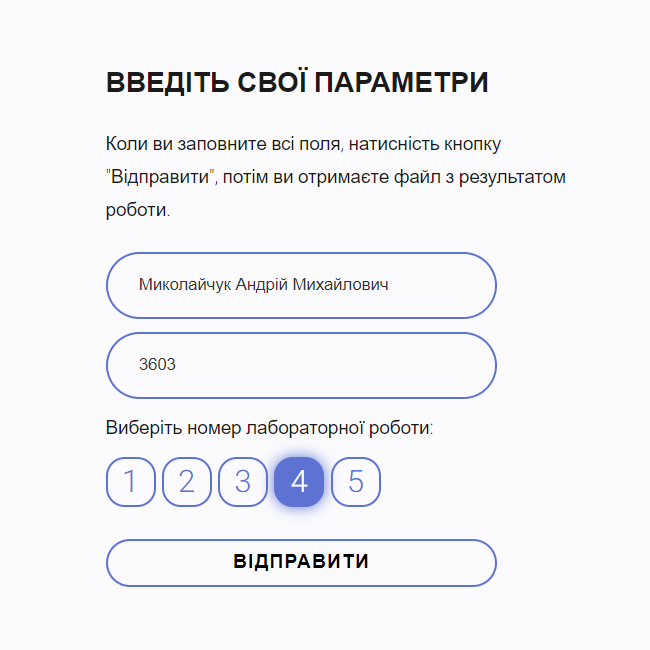 ВВЕДІТЬ СВОЇ ПАРАМЕТРИ
Коли ви заповните всі поля, натисність кнопку
"Відправити", потім ви отримаєте файл з результатом
роботи.
Миколайчук Андрій Михайлович
3603
Виберіть номер лабораторної роботи:
1 2 3 4 5
ВІДПРАВИТИ